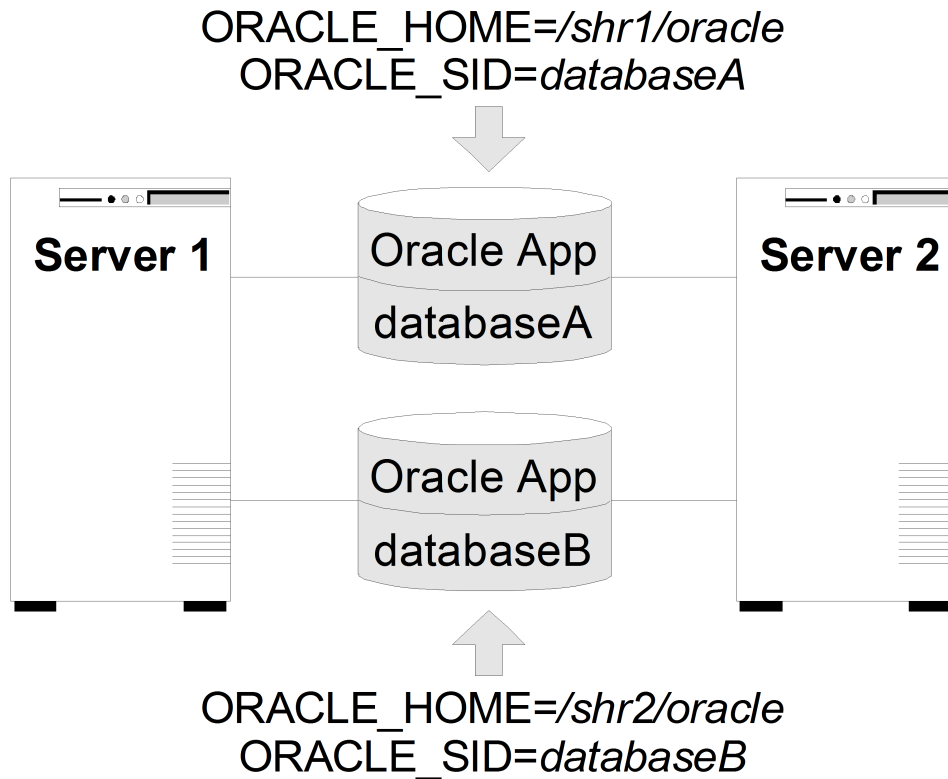 ORACLE_HOME=/shr1/oracle
ORACLE_SID=databaseA
Server 1
Oracle App
databaseA
Server 2
Oracle App
databaseB
ORACLE_HOME=/shr2/oracle
ORACLE_SID=databaseB